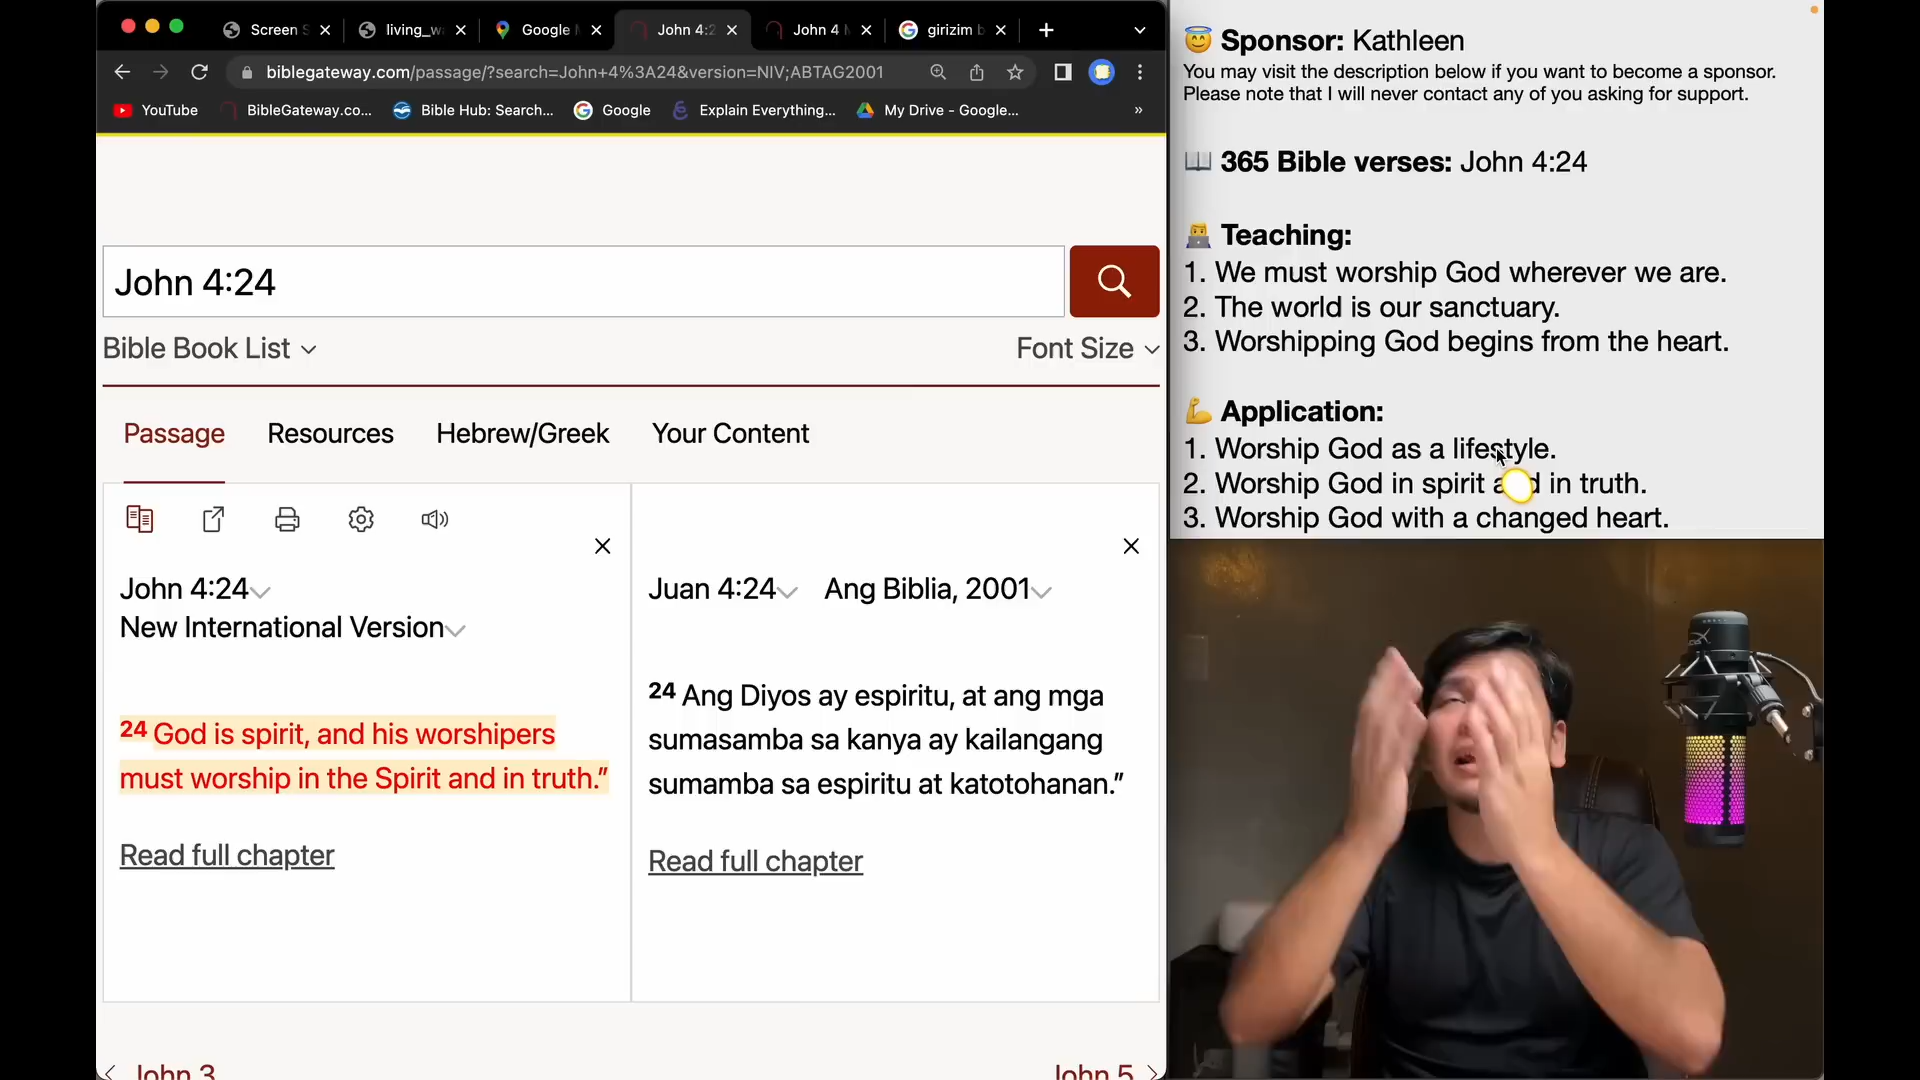 Screen S
living_wa
Google M
John 4:2
John 4 N
girizim b
biblegateway.com/passage/?search=John+4%3A24&version=NIV;ABTAG2001
YouTube
BibleGateway.co...
Bible Hub: Search...
Google
Explain Everything...
My Drive - Google...
»
John 4:24
Bible Book List
Font Size
Passage
Resources
Hebrew/Greek
Your Content
John 4:24
New International Version
24 God is spirit, and his worshipers
must worship in the Spirit and in truth.”
Read full chapter
Juan 4:24 Ang Biblia, 2001
24 Ang Diyos ay espiritu, at ang mga
sumasamba sa kanya ay kailangang
sumamba sa espiritu at katotohanan.”
Read full chapter
John 3
John 5
Sponsor: Kathleen
You may visit the description below if you want to become a sponsor.
Please note that I will never contact any of you asking for support.
365 Bible verses: John 4:24
Teaching:
1. We must worship God wherever we are.
2. The world is our sanctuary.
3. Worshipping God begins from the heart.
Application:
1. Worship God as a lifestyle.
2. Worship God in spirit and in truth.
3. Worship God with a changed heart.